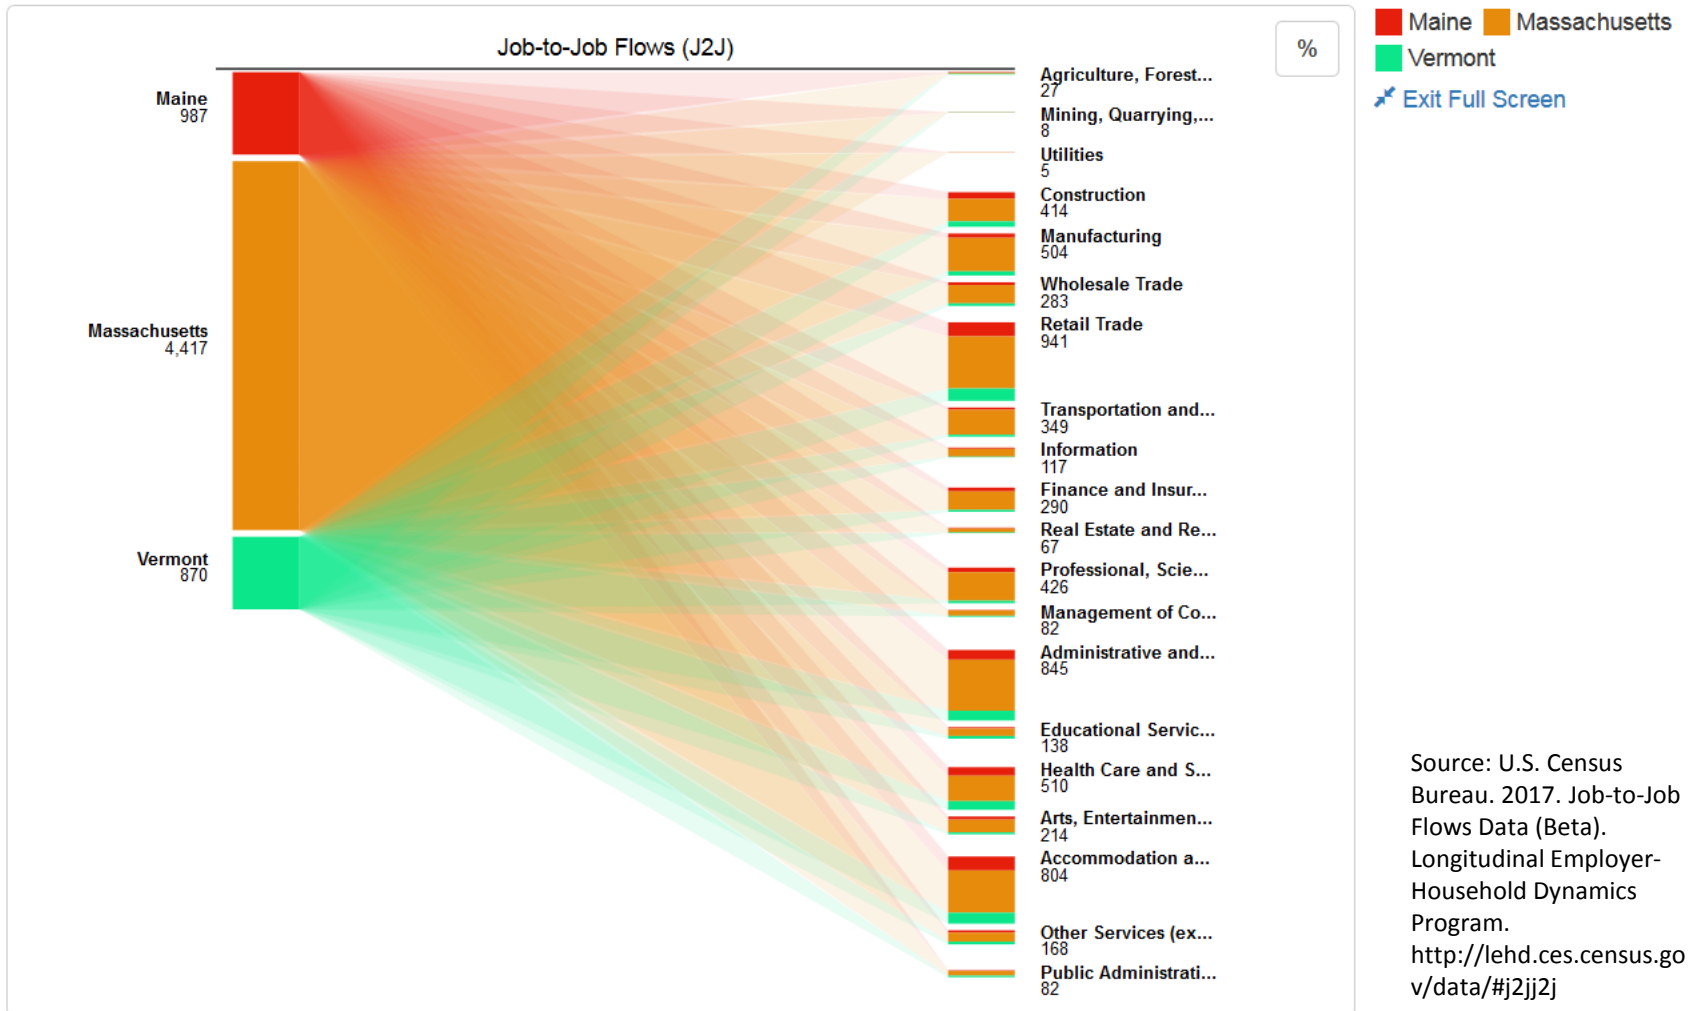 Job-to-Job Flows (J2J)
%
Maine
987
Massachusetts
4,417
Vermont
870
Agriculture, Forest...
27
Mining, Quarrying,...
8
Utilities
5
Construction
414
Manufacturing
504
Wholesale Trade
283
Retail Trade
941
Transportation and...
349
Information
117
Finance and Insur...
290
Real Estate and Re...
67
Professional, Scie...
426
Management of Co...
82
Administrative and...
845
Educational Servic...
138
Health Care and S...
510
Arts, Entertainmen...
214
Accommodation a...
804
Other Services (ex...
168
Public Administrati...
82
Maine Massachusetts
Vermont
Exit Full Screen
Source: U.S. Census
Bureau. 2017. Job-to-Job
Flows Data (Beta).
Longitudinal Employer-
Household Dynamics
Program.
http://lehd.ces.census.go
v/data/#j2jj2j